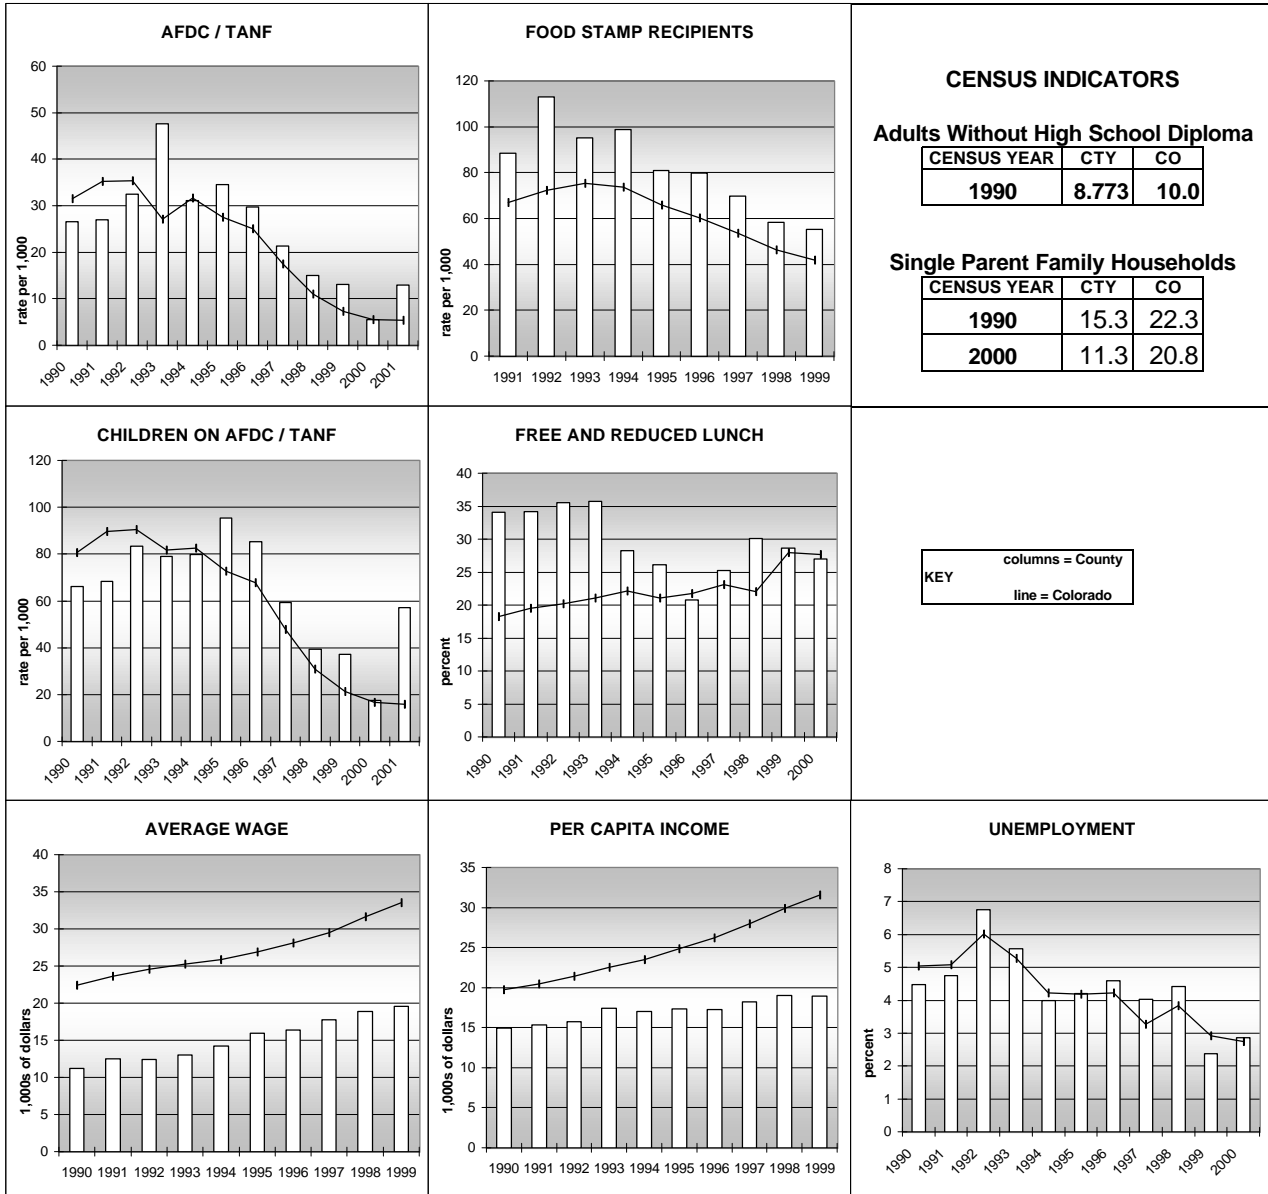 AFDC / TANF
60
50
40
30
20
10
0
rate per 1,000
1990 1991 1992 1993 1994 1995 1996 1997 1998 1999 2000 2001
FOOD STAMP RECIPIENTS
120
100
80
60
40
20
0
rate per 1,000
1991 1992 1993 1994 1995 1996 1997 1998 1999
CENSUS INDICATORS
Adults Without High School Diploma
CENSUS YEAR CTY CO
1990 8.773 10.0
Single Parent Family Households
CENSUS YEAR CTY CO
1990 15.3 22.3
2000 11.3 20.8
CHILDREN ON AFDC / TANF
120
100
80
60
40
20
0
rate per 1,000
1990 1991 1992 1993 1994 1995 1996 1997 1998 1999 2000 2001
FREE AND REDUCED LUNCH
40
35
30
25
20
15
10
5
0
percent
1990 1991 1992 1993 1994 1995 1996 1997 1998 1999 2000
columns = County
KEY
line = Colorado
AVERAGE WAGE
40
35
30
25
20
15
10
5
0
1,000s of dollars
1990 1991 1992 1993 1994 1995 1996 1997 1998 1999
PER CAPITA INCOME
35
30
25
20
15
10
5
0
1,000s of dollars
1990 1991 1992 1993 1994 1995 1996 1997 1998 1999
UNEMPLOYMENT
8
7
6
5
4
3
2
1
0
percent
1990 1991 1992 1993 1994 1995 1996 1997 1998 1999 2000